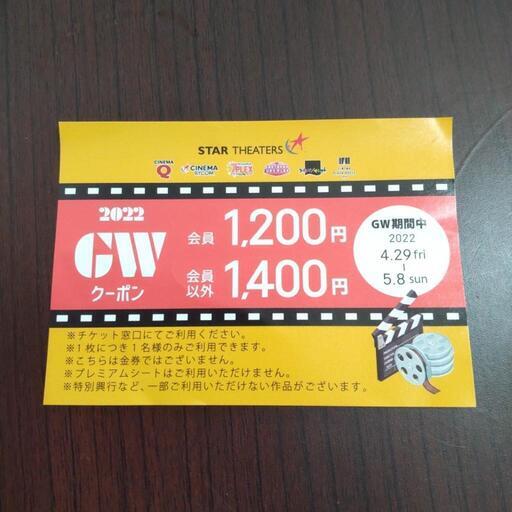 STAR THEATERS
CINEMA Q
CINEMA RYCOM
7PLEX
2022
GW
クーポン
会員 1,200円
会員以外 1,400円
GW期間中
2022
4.29 fri
-
5.8 sun
※チケット窓口にてご利用ください。
※1枚につき1名様のみご利用できます。
※こちらは金券ではございません。
※プレミアムシートはご利用いただけません。
※特別興行など、一部ご利用いただけない作品がございます。